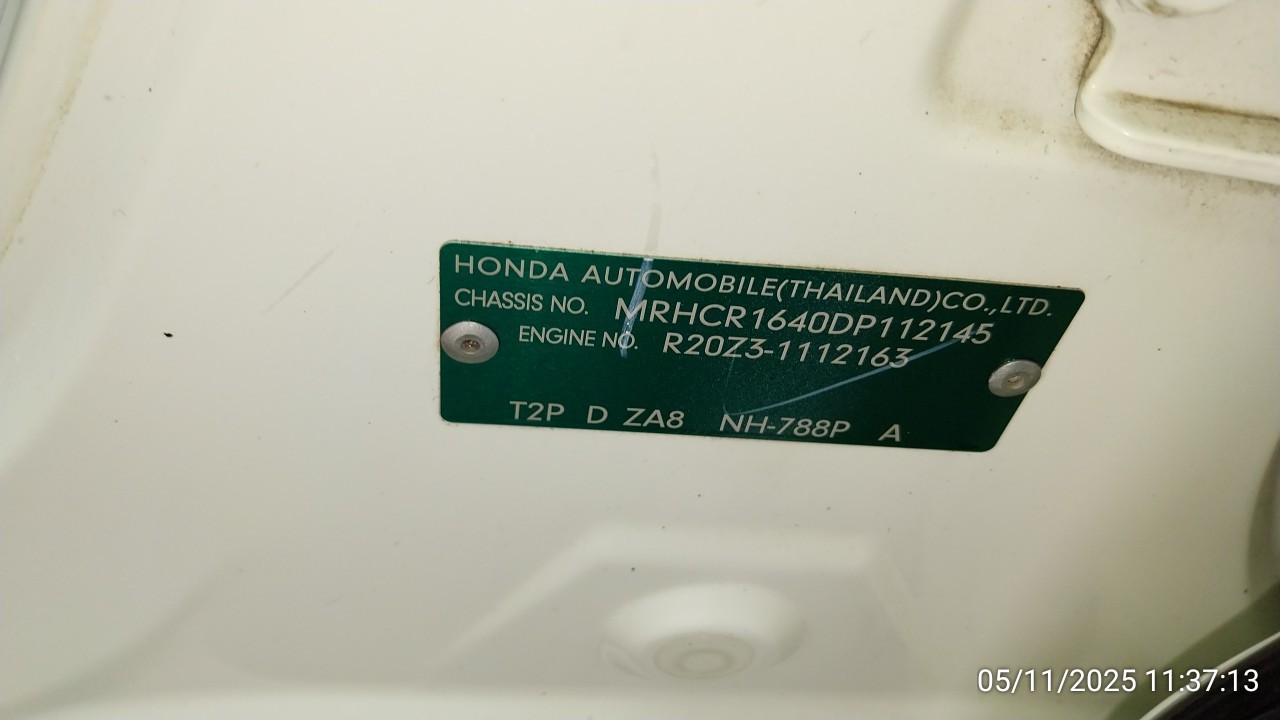 HONDA AUTOMOBILE(THAILAND)CO.,LTD.
CHASSIS NO. MRHCR1640DP112145
ENGINE NO. R20Z3-1112163
T2P D ZA8 NH-788P A
05/11/2025 11:37:13